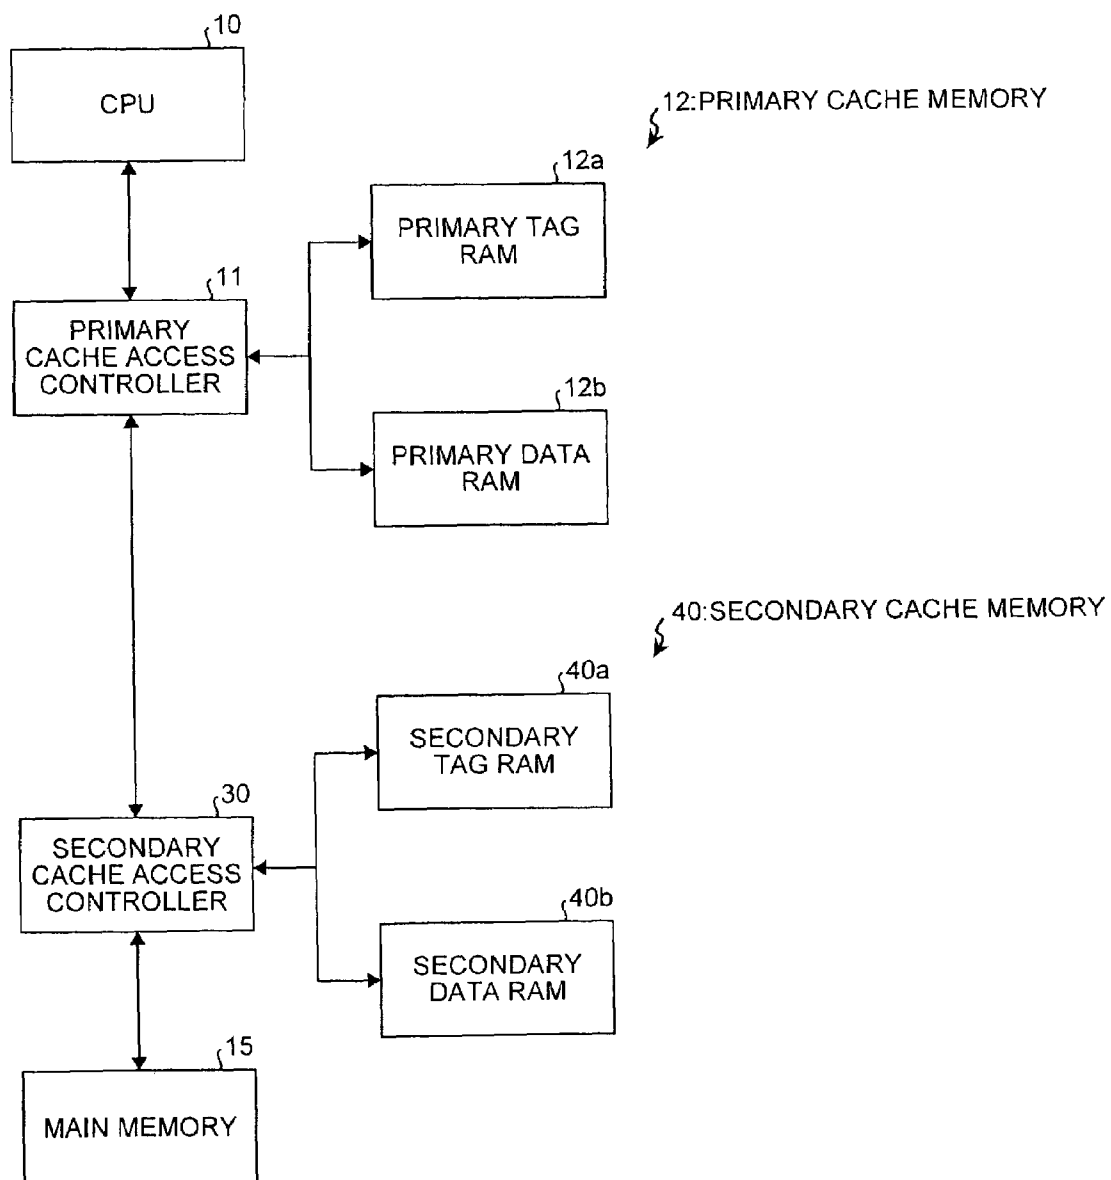 10
CPU
12:PRIMARY CACHE MEMORY
12a
PRIMARY TAG
RAM
11
PRIMARY
CACHE ACCESS
CONTROLLER
12b
PRIMARY DATA
RAM
40:SECONDARY CACHE MEMORY
40a
SECONDARY
TAG RAM
30
SECONDARY
CACHE ACCESS
CONTROLLER
40b
SECONDARY
DATA RAM
15
MAIN MEMORY